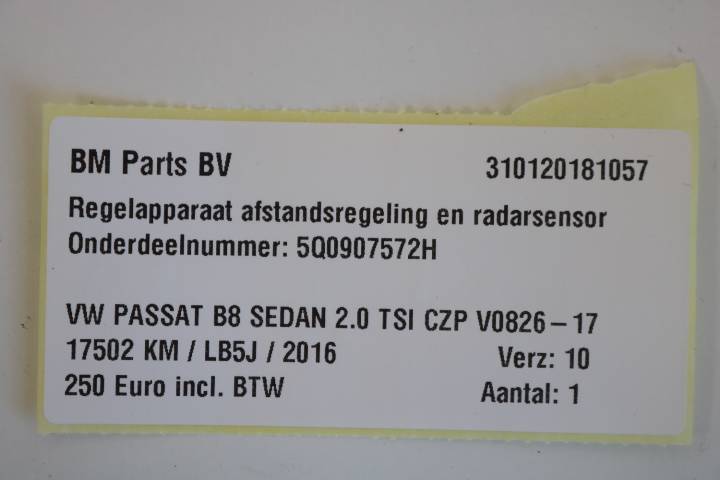 BM Parts BV 310120181057
Regelapparaat afstandsregeling en radarsensor
Onderdeelnummer: 5Q0907572H
VW PASSAT B8 SEDAN 2.0 TSI CZP V0826-17
17502 KM / LB5J / 2016 Verz: 10
250 Euro incl. BTW Aantal: 1